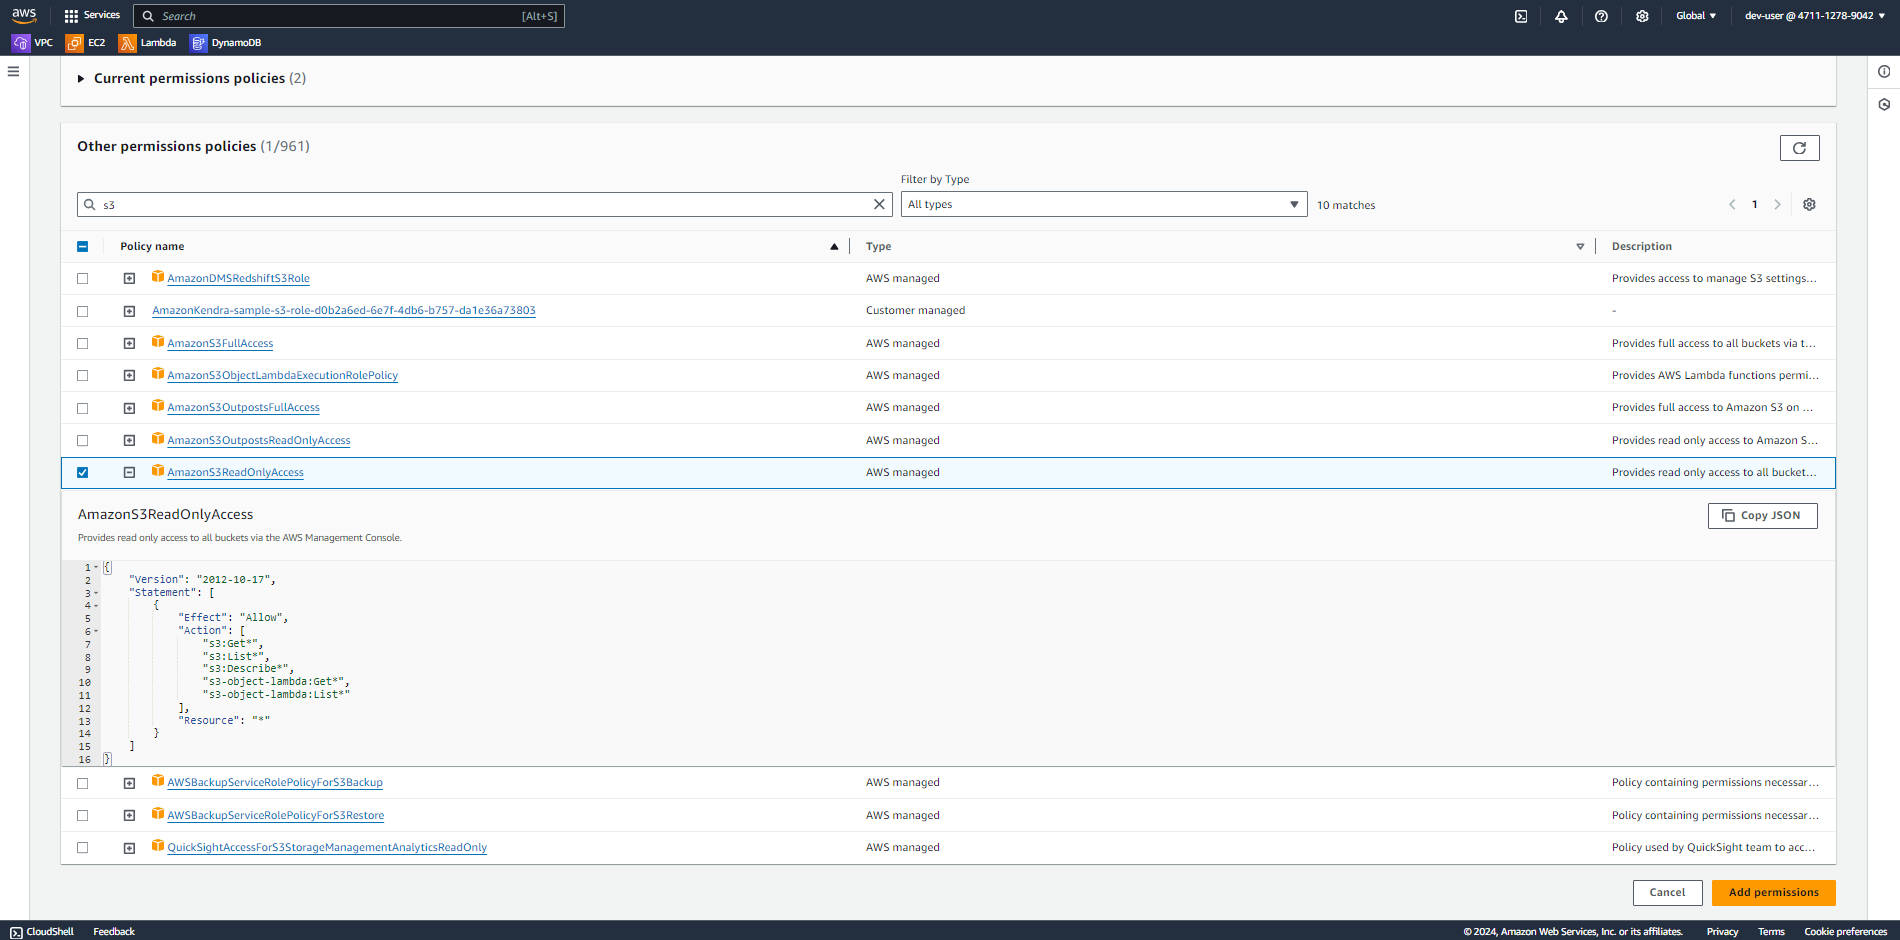 aws Services Search [Alt+S] Global dev-user @ 4711-1278-9042
VPC EC2 Lambda DynamoDB
Current permissions policies (2)
Other permissions policies (1/961)
Filter by Type
s3 All types 10 matches 1
Policy name Type Description
AmazonDMSRedshiftS3Role AWS managed Provides access to manage S3 settings...
AmazonKendra-sample-s3-role-d0b2a6ed-6e7f-4db6-b757-da1e36a73803 Customer managed -
AmazonS3FullAccess AWS managed Provides full access to all buckets via t...
AmazonS3ObjectLambdaExecutionRolePolicy AWS managed Provides AWS Lambda functions permi...
AmazonS3OutpostsFullAccess AWS managed Provides full access to Amazon S3 on ...
AmazonS3OutpostsReadOnlyAccess AWS managed Provides read only access to Amazon S...
AmazonS3ReadOnlyAccess AWS managed Provides read only access to all bucket...
AmazonS3ReadOnlyAccess Copy JSON
Provides read only access to all buckets via the AWS Management Console.
1 {
2 "Version": "2012-10-17",
3 "Statement": [
4 {
5 "Effect": "Allow",
6 "Action": [
7 "s3:Get*",
8 "s3:List*",
9 "s3:Describe*",
10 "s3-object-lambda:Get*",
11 "s3-object-lambda:List*"
12 ],
13 "Resource": "*"
14 }
15 ]
16 }
AWSBackupServiceRolePolicyForS3Backup AWS managed Policy containing permissions necessar...
AWSBackupServiceRolePolicyForS3Restore AWS managed Policy containing permissions necessar...
QuickSightAccessForS3StorageManagementAnalyticsReadOnly AWS managed Policy used by QuickSight team to acc...
Cancel Add permissions
CloudShell Feedback © 2024, Amazon Web Services, Inc. or its affiliates. Privacy Terms Cookie preferences